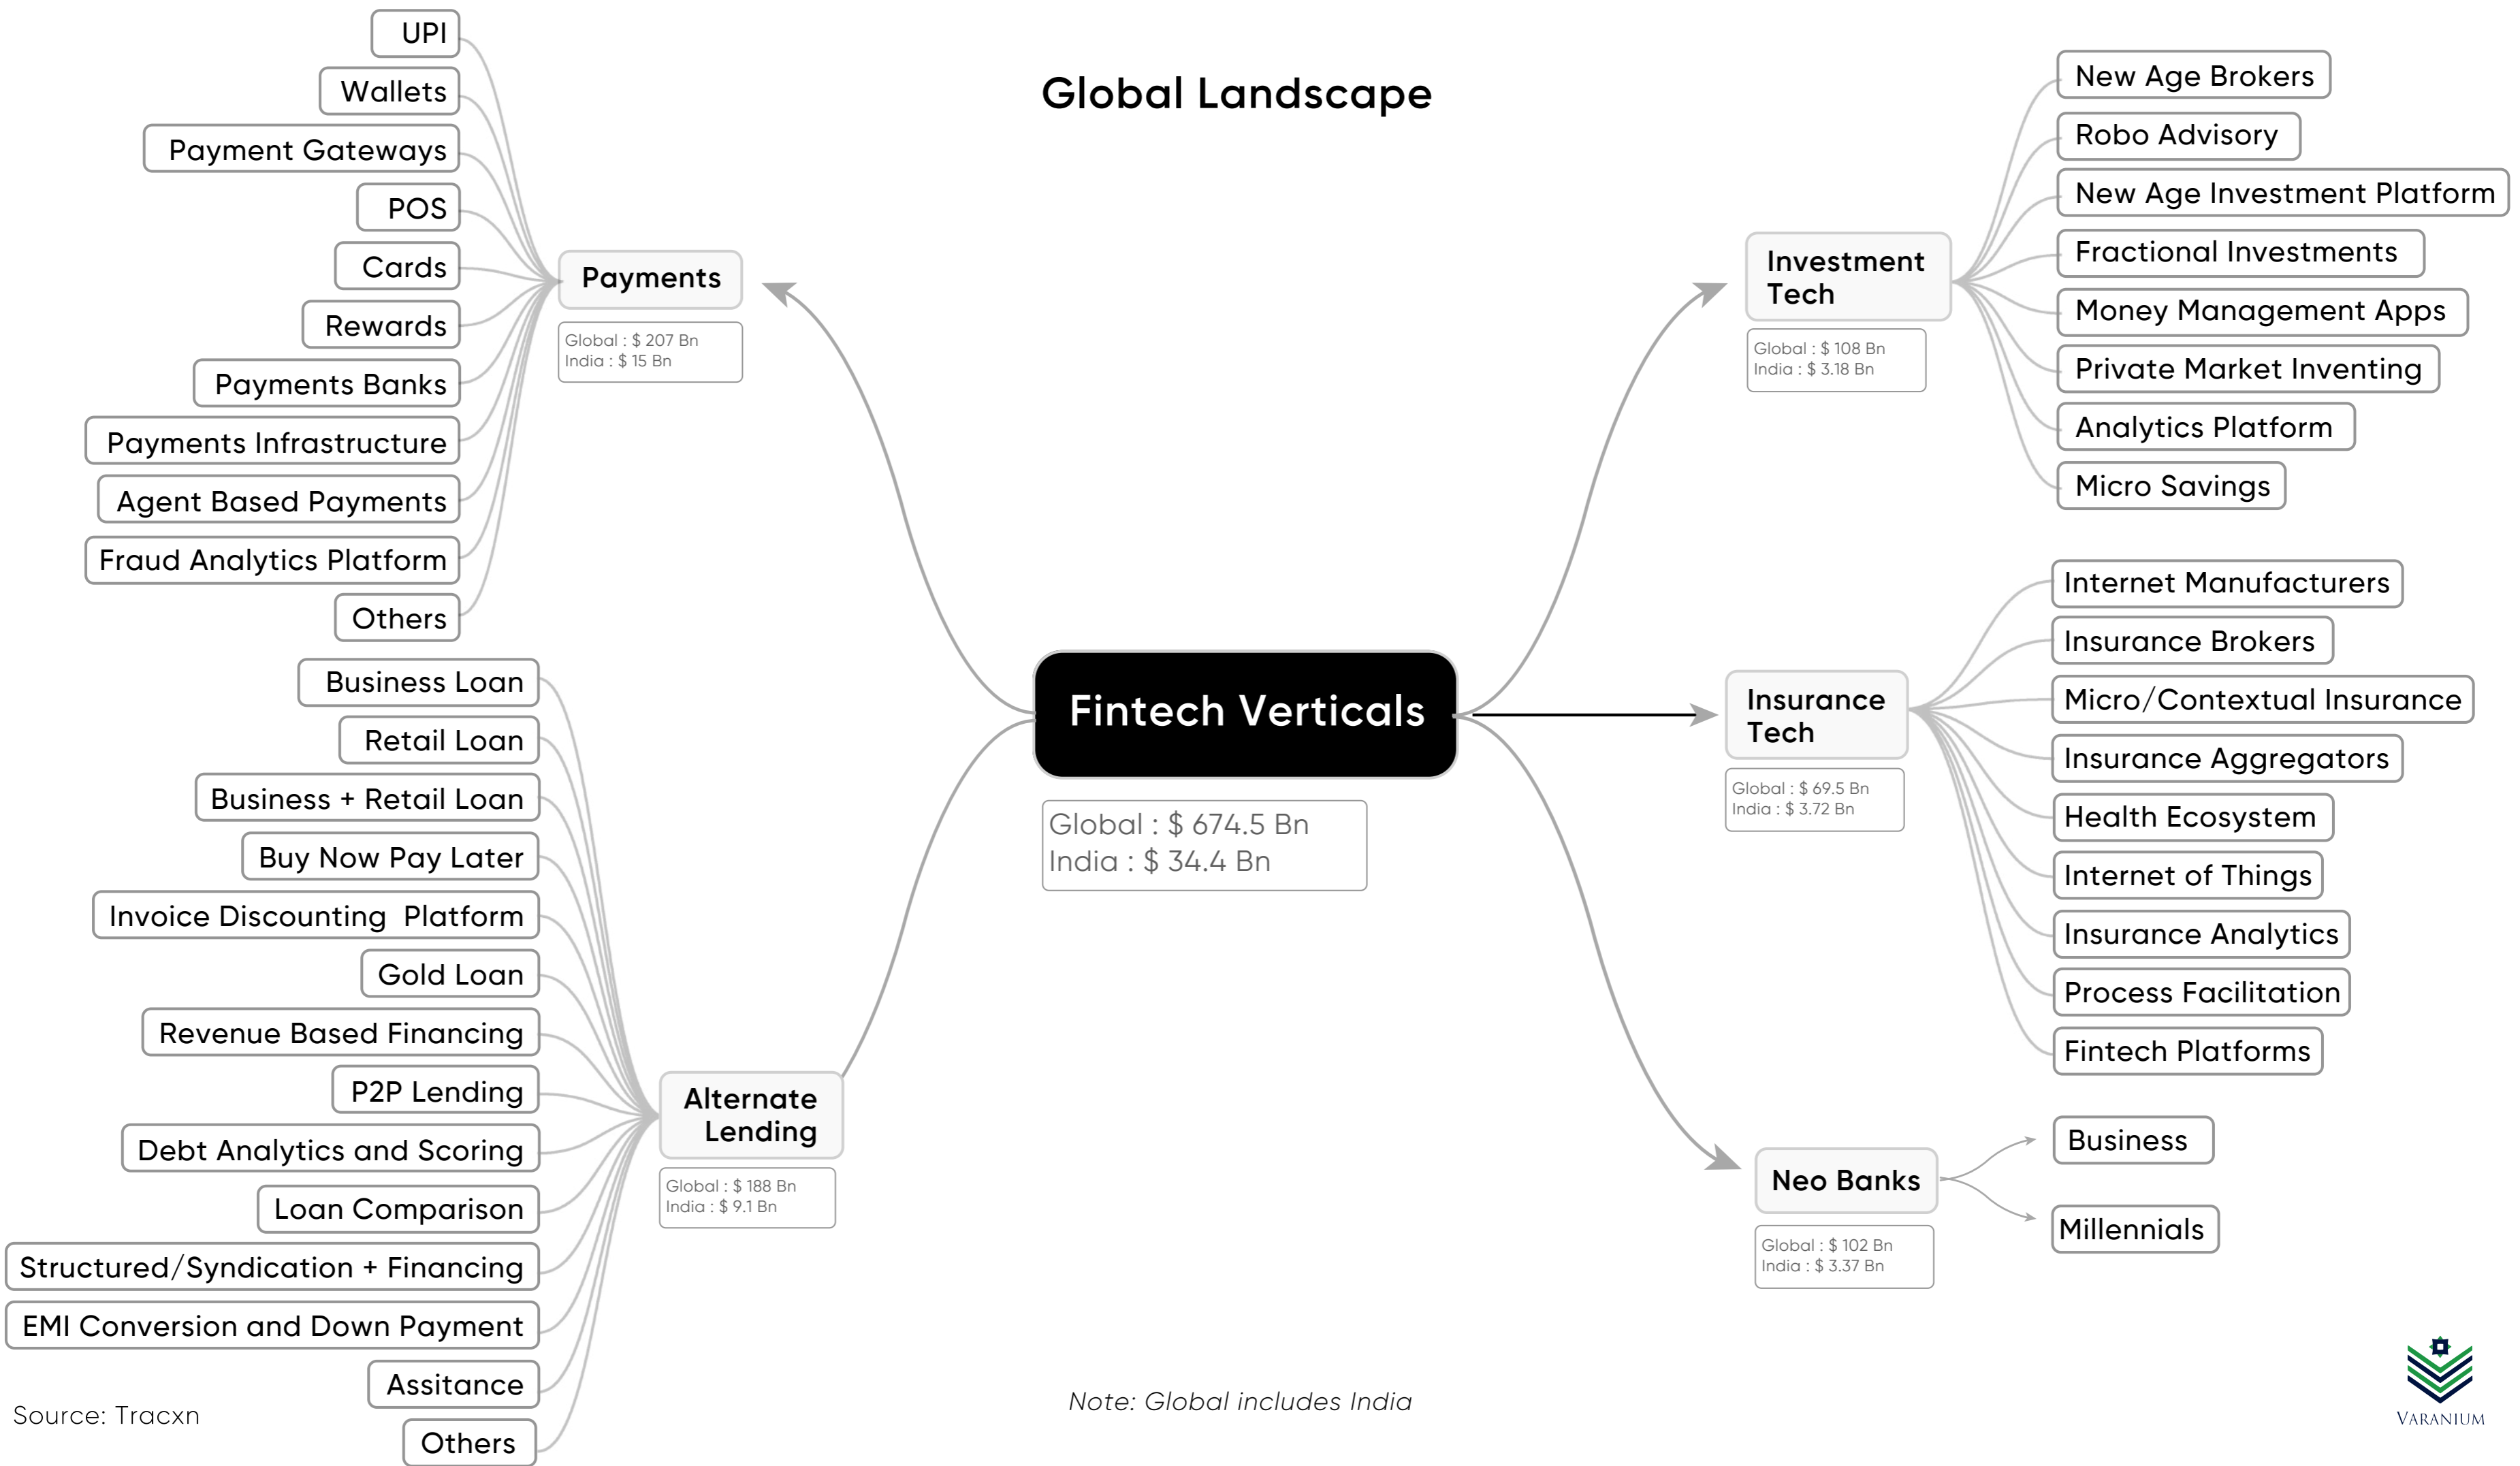 Global Landscape
UPI
Wallets
Payment Gateways
POS
Cards
Rewards
Payments Banks
Payments Infrastructure
Agent Based Payments
Fraud Analytics Platform
Others
Payments
Global : $ 207 Bn
India : $ 15 Bn
Business Loan
Retail Loan
Business + Retail Loan
Buy Now Pay Later
Invoice Discounting Platform
Gold Loan
Revenue Based Financing
P2P Lending
Debt Analytics and Scoring
Loan Comparison
Structured/Syndication + Financing
EMI Conversion and Down Payment
Assitance
Others
Alternate
Lending
Global : $ 188 Bn
India : $ 9.1 Bn
Fintech Verticals
Global : $ 674.5 Bn
India : $ 34.4 Bn
Investment
Tech
Global : $ 108 Bn
India : $ 3.18 Bn
New Age Brokers
Robo Advisory
New Age Investment Platform
Fractional Investments
Money Management Apps
Private Market Inventing
Analytics Platform
Micro Savings
Insurance
Tech
Global : $ 69.5 Bn
India : $ 3.72 Bn
Internet Manufacturers
Insurance Brokers
Micro/Contextual Insurance
Insurance Aggregators
Health Ecosystem
Internet of Things
Insurance Analytics
Process Facilitation
Fintech Platforms
Neo Banks
Global : $ 102 Bn
India : $ 3.37 Bn
Business
Millennials
Source: Tracxn
Note: Global includes India
VARANIUM